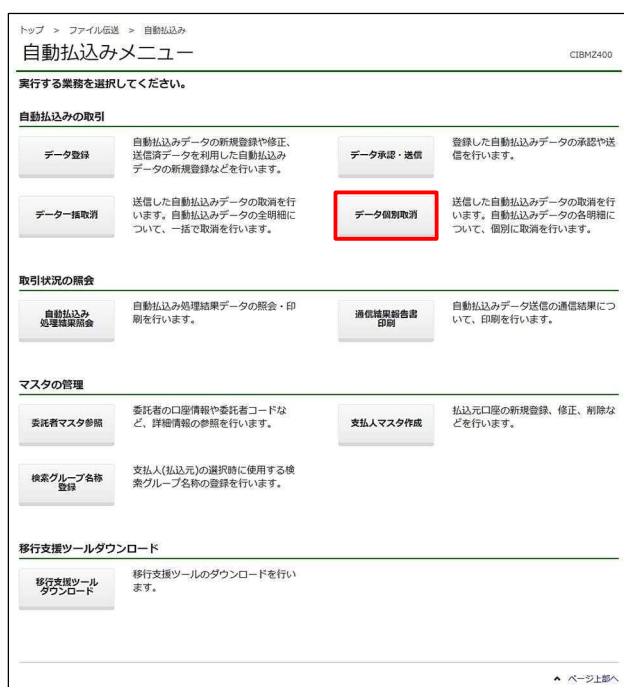 トップ > ファイル伝送 > 自動払込み
自動払込みメニュー
CIBMZ400
実行する業務を選択してください。
自動払込みの取引
データ登録
自動払込みデータの新規登録や修正、
送信済データを利用した自動払込み
データの新規登録などを行います。
データ承認・送信
登録した自動払込みデータの承認や送
信を行います。
データ一括取消
送信した自動払込みデータの取消を行
います。自動払込みデータの全明細に
ついて、一括で取消を行います。
データ個別取消
送信した自動払込みデータの取消を行
います。自動払込みデータの各明細に
ついて、個別に取消を行います。
取引状況の照会
自動払込み
処理結果照会
自動払込み処理結果データの照会・印
刷を行います。
通信結果報告書
印刷
自動払込みデータ送信の通信結果につ
いて、印刷を行います。
マスタの管理
委託者マスタ参照
委託者の口座情報や委託者コードな
ど、詳細情報の参照を行います。
支払人マスタ作成
払込元口座の新規登録、修正、削除な
どを行います。
検索グループ名称
登録
支払人(払込元)の選択時に使用する検
索グループ名称の登録を行います。
移行支援ツールダウンロード
移行支援ツール
ダウンロード
移行支援ツールのダウンロードを行い
ます。
ページ上部へ